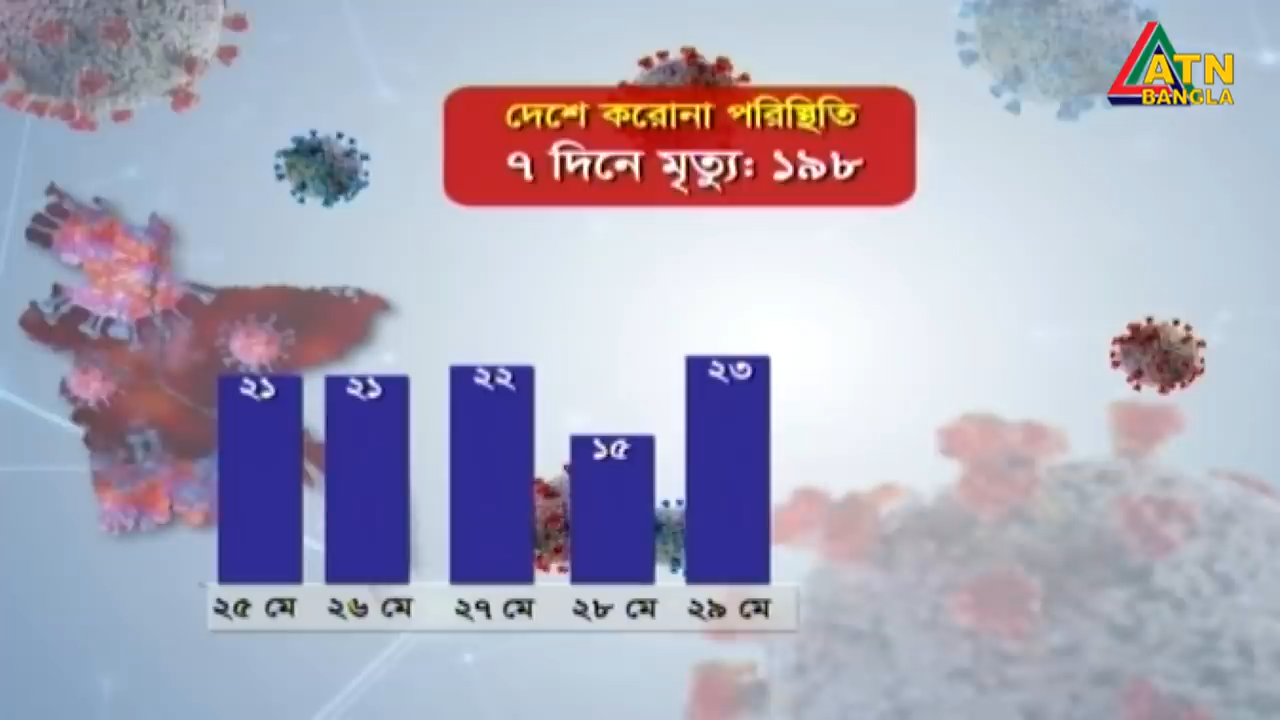 ATN
BANGLA
দেশে করোনা পরিস্থিতি
৭ দিনে মৃত্যুঃ ১৯৮
২১ ২১ ২২ ১৫ ২৩
২৫ মে ২৬ মে ২৭ মে ২৮ মে ২৯ মে